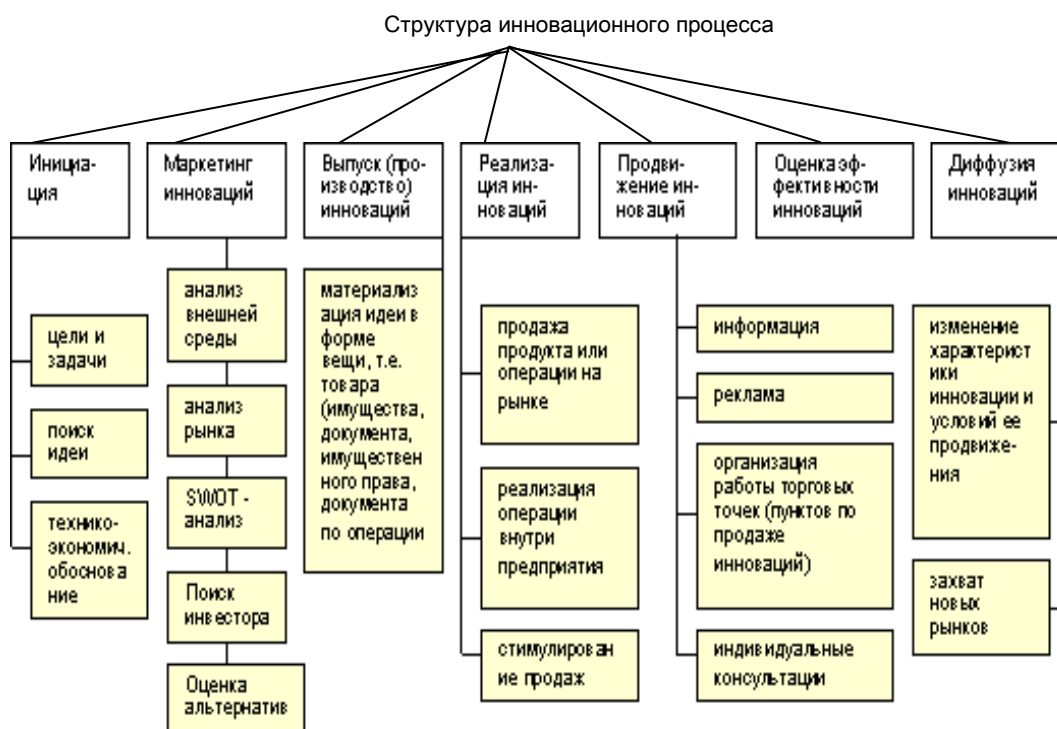 Структура инновационного процесса
Инициа-
ция
Маркетинг
инноваций
Выпуск (про-
изводство)
инноваций
Реализа-
ция ин-
новаций
Продви-
жение ин-
новаций
Оценка эф-
фективности
инноваций
Диффузия
инноваций
цели и
задачи
поиск
идеи
технико-
экономич.
обоснова
ние
анализ
внешней
среды
анализ
рынка
SWOT -
анализ
Поиск
инвестора
Оценка
альтернатив
материализ
ация идеи в
форме
вещи, т.е.
товара
(имущества,
документа,
имуществен
ного права,
документа
по операции
продажа
продукта или
операции на
рынке
реализация
операции
внутри
предприятия
стимулирован
ие продаж
информация
реклама
организация
работы торговых
точек (пунктов по
продаже
инноваций)
индивидуальные
консультации
изменение
характерист
ики
инновации и
условий ее
продвиже-
ния
захват
новых
рынков